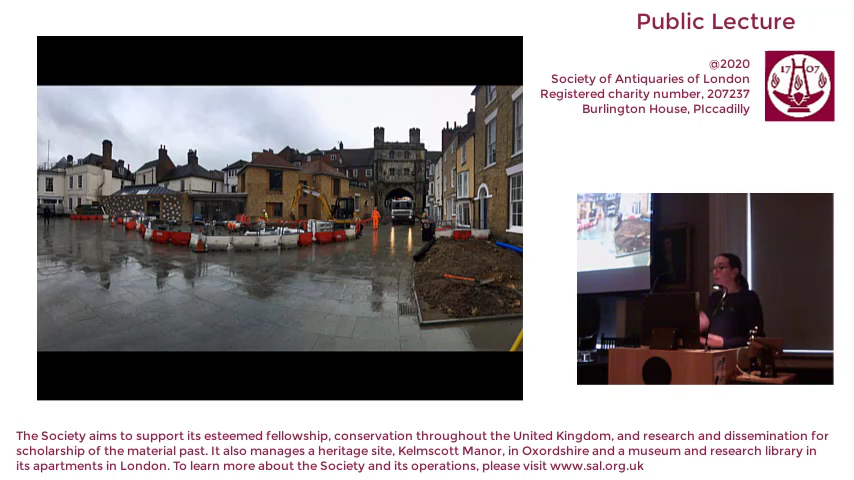 Public Lecture
@2020
Society of Antiquaries of London
Registered charity number, 207237
Burlington House, PIccadilly
17 07
The Society aims to support its esteemed fellowship, conservation throughout the United Kingdom, and research and dissemination for
scholarship of the material past. It also manages a heritage site, Kelmscott Manor, in Oxordshire and a museum and research library in
its apartments in London. To learn more about the Society and its operations, please visit www.sal.org.uk